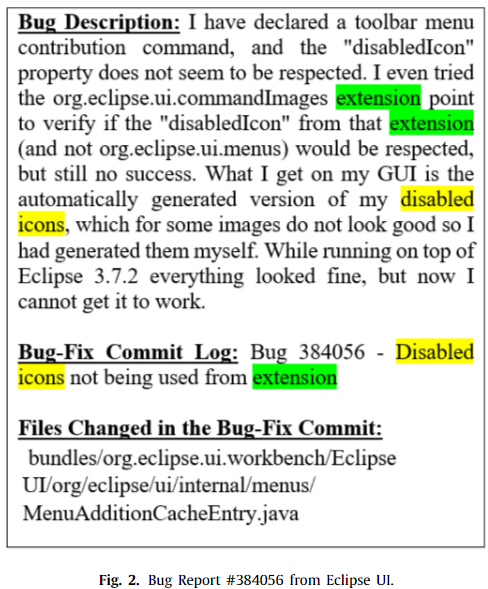 Bug Description: I have declared a toolbar menu
contribution command, and the "disabledIcon"
property does not seem to be respected. I even tried
the org.eclipse.ui.commandImages extension point
to verify if the "disabledIcon" from that extension
(and not org.eclipse.ui.menus) would be respected,
but still no success. What I get on my GUI is the
automatically generated version of my disabled
icons, which for some images do not look good so I
had generated them myself. While running on top of
Eclipse 3.7.2 everything looked fine, but now I
cannot get it to work.
Bug-Fix Commit Log: Bug 384056 - Disabled
icons not being used from extension
Files Changed in the Bug-Fix Commit:
bundles/org.eclipse.ui.workbench/Eclipse
UI/org/eclipse/ui/internal/menus/
MenuAdditionCacheEntry.java
Fig. 2. Bug Report #384056 from Eclipse UI.